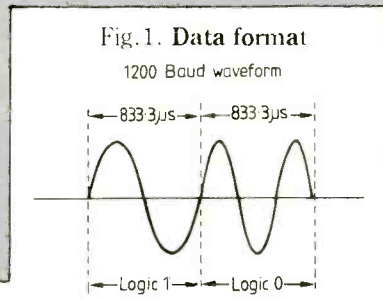 Fig. 1. Data format
1200 Baud waveform
833·3µs 833·3µs
Logic 1 Logic 0